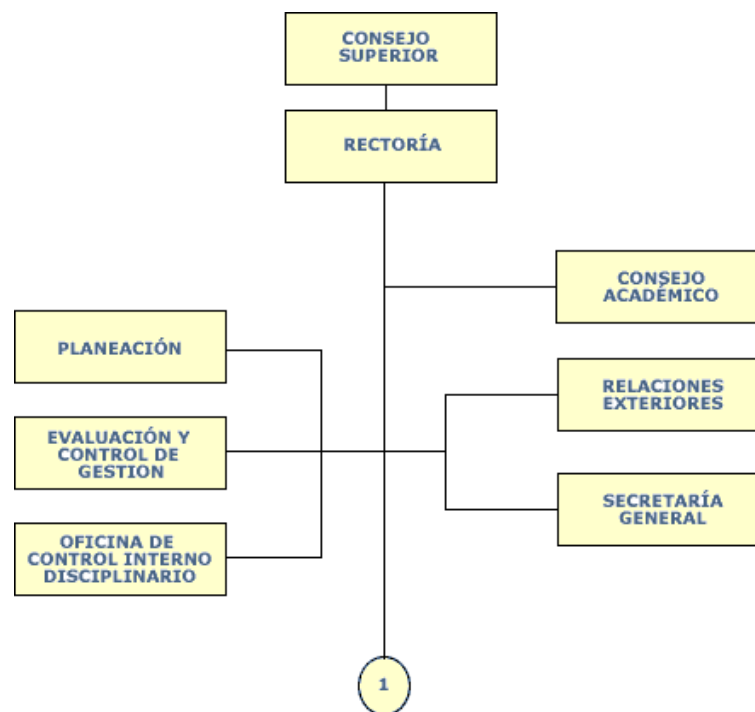 CONSEJO
SUPERIOR
RECTORÍA
CONSEJO
ACADÉMICO
PLANEACIÓN
RELACIONES
EXTERIORES
EVALUACIÓN Y
CONTROL DE
GESTION
SECRETARÍA
GENERAL
OFICINA DE
CONTROL INTERNO
DISCIPLINARIO
1